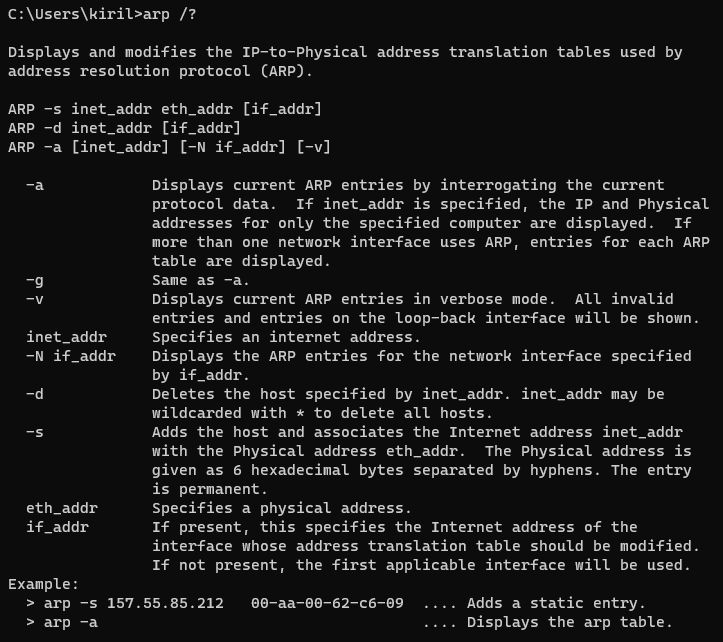 C:\Users\kiril>arp /?

Displays and modifies the IP-to-Physical address translation tables used by
address resolution protocol (ARP).

ARP -s inet_addr eth_addr [if_addr]
ARP -d inet_addr [if_addr]
ARP -a [inet_addr] [-N if_addr] [-v]

  -a            Displays current ARP entries by interrogating the current
                protocol data.  If inet_addr is specified, the IP and Physical
                addresses for only the specified computer are displayed.  If
                more than one network interface uses ARP, entries for each ARP
                table are displayed.
  -g            Same as -a.
  -v            Displays current ARP entries in verbose mode.  All invalid
                entries and entries on the loop-back interface will be shown.
  inet_addr     Specifies an internet address.
  -N if_addr    Displays the ARP entries for the network interface specified
                by if_addr.
  -d            Deletes the host specified by inet_addr. inet_addr may be
                wildcarded with * to delete all hosts.
  -s            Adds the host and associates the Internet address inet_addr
                with the Physical address eth_addr.  The Physical address is
                given as 6 hexadecimal bytes separated by hyphens. The entry
                is permanent.
  eth_addr      Specifies a physical address.
  if_addr       If present, this specifies the Internet address of the
                interface whose address translation table should be modified.
                If not present, the first applicable interface will be used.
Example:
  > arp -s 157.55.85.212   00-aa-00-62-c6-09  .... Adds a static entry.
  > arp -a                                    .... Displays the arp table.